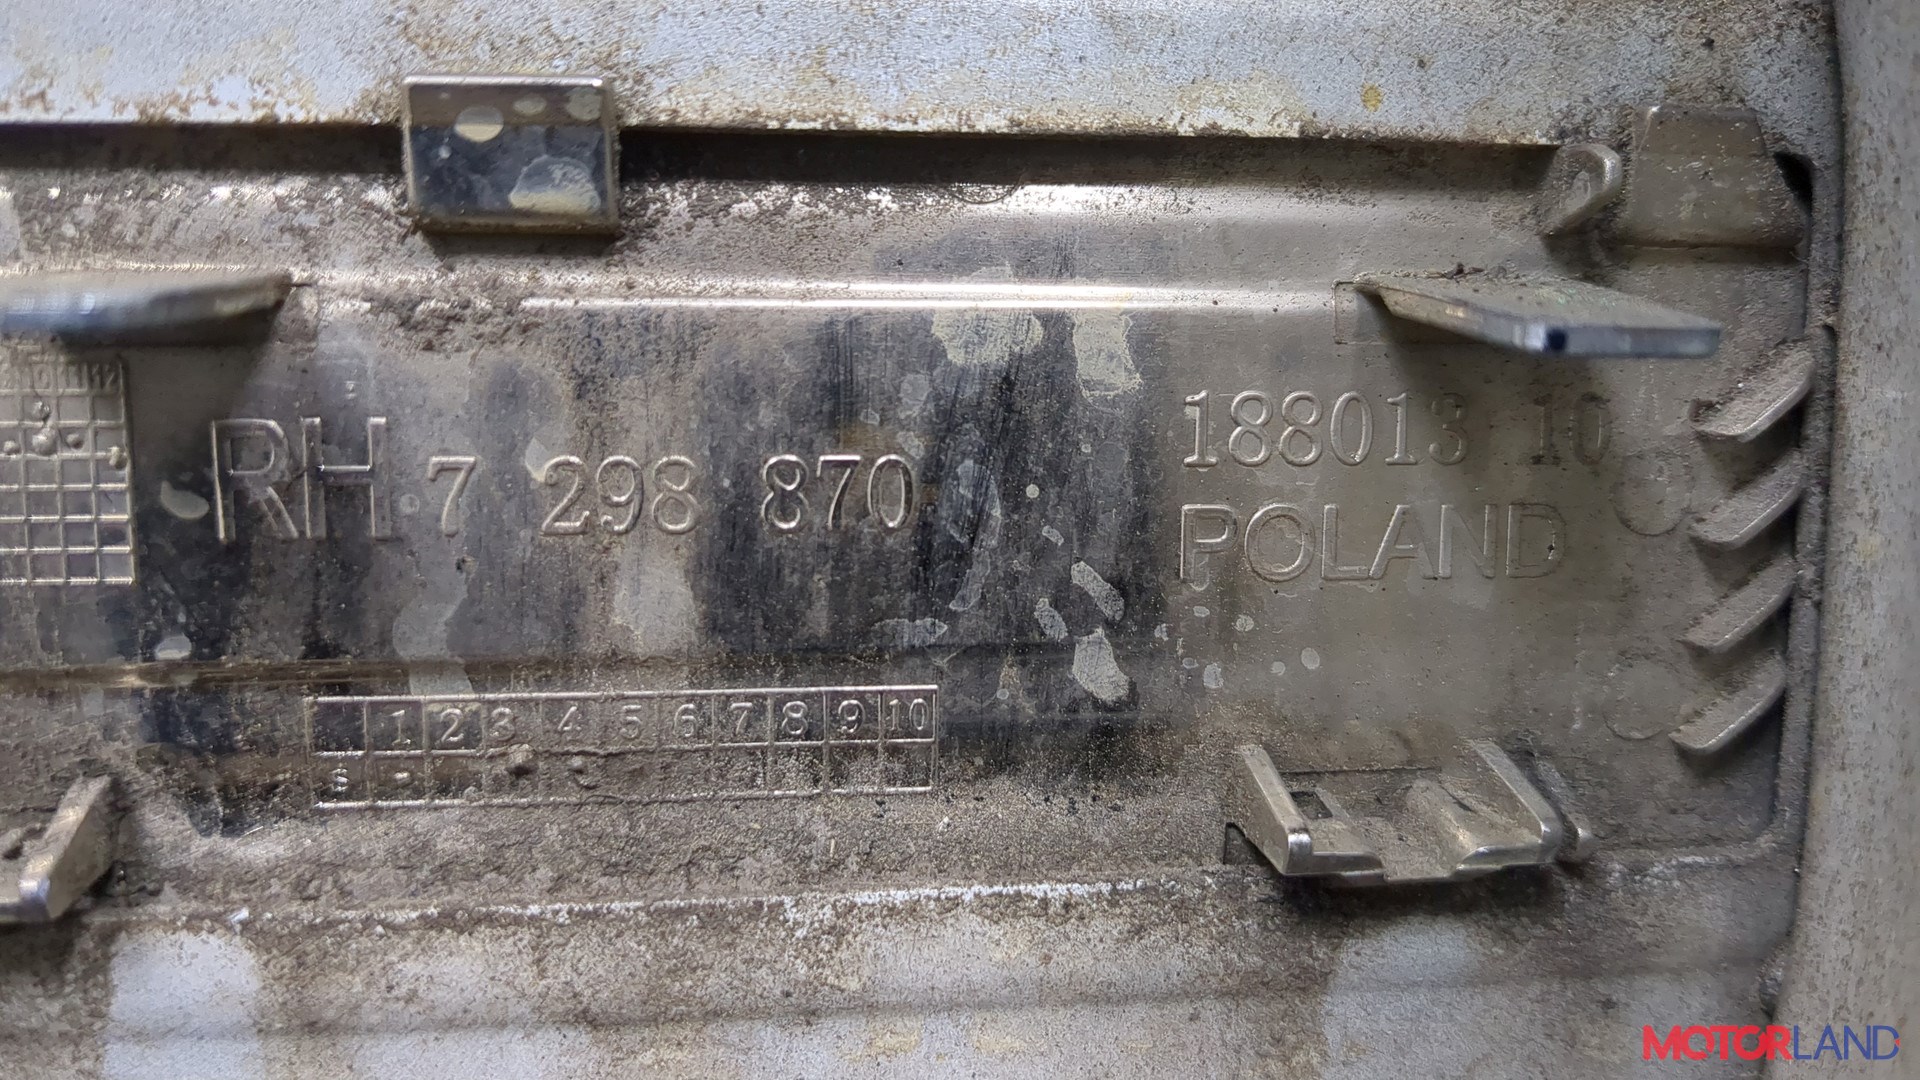 188013 10
RH 7 298 870
POLAND
1 2 3 4 5 6 7 8 9 10
S
MOTORLAND